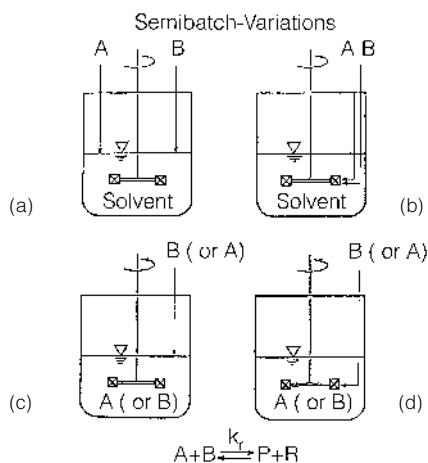 Semibatch-Variations
A B A B
(a) Solvent Solvent (b)
B ( or A) B ( or A)
(c) A ( or B) A ( or B) (d)
kr
A+B ⇌ P+R